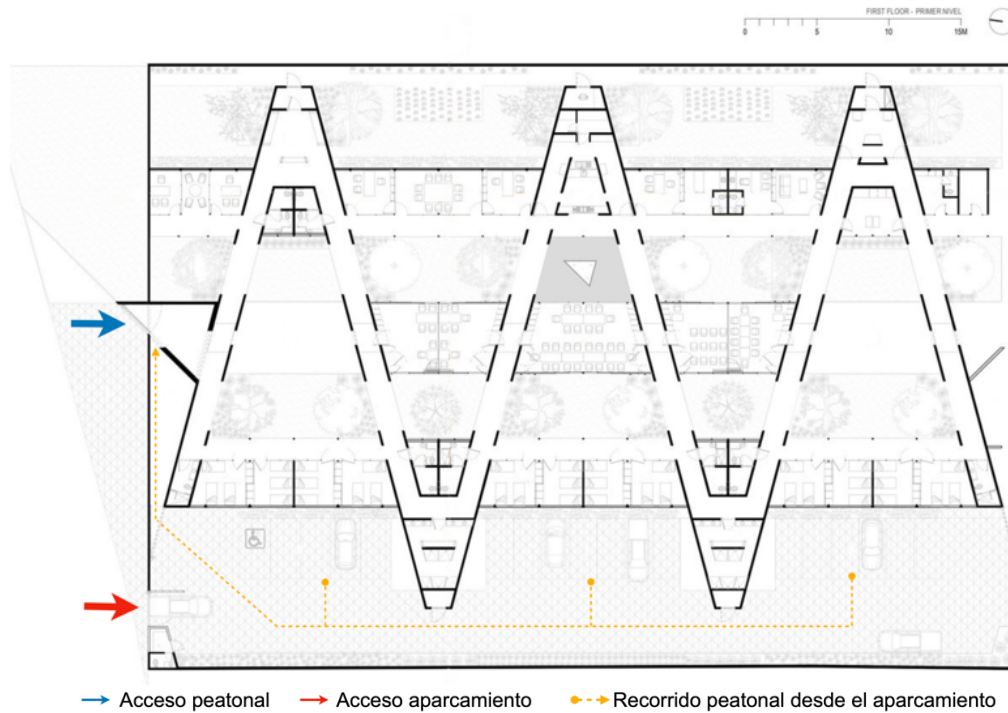 FIRST FLOOR - PRIMER NIVEL
0 5 10 15M
Acceso peatonal Acceso aparcamiento Recorrido peatonal desde el aparcamiento